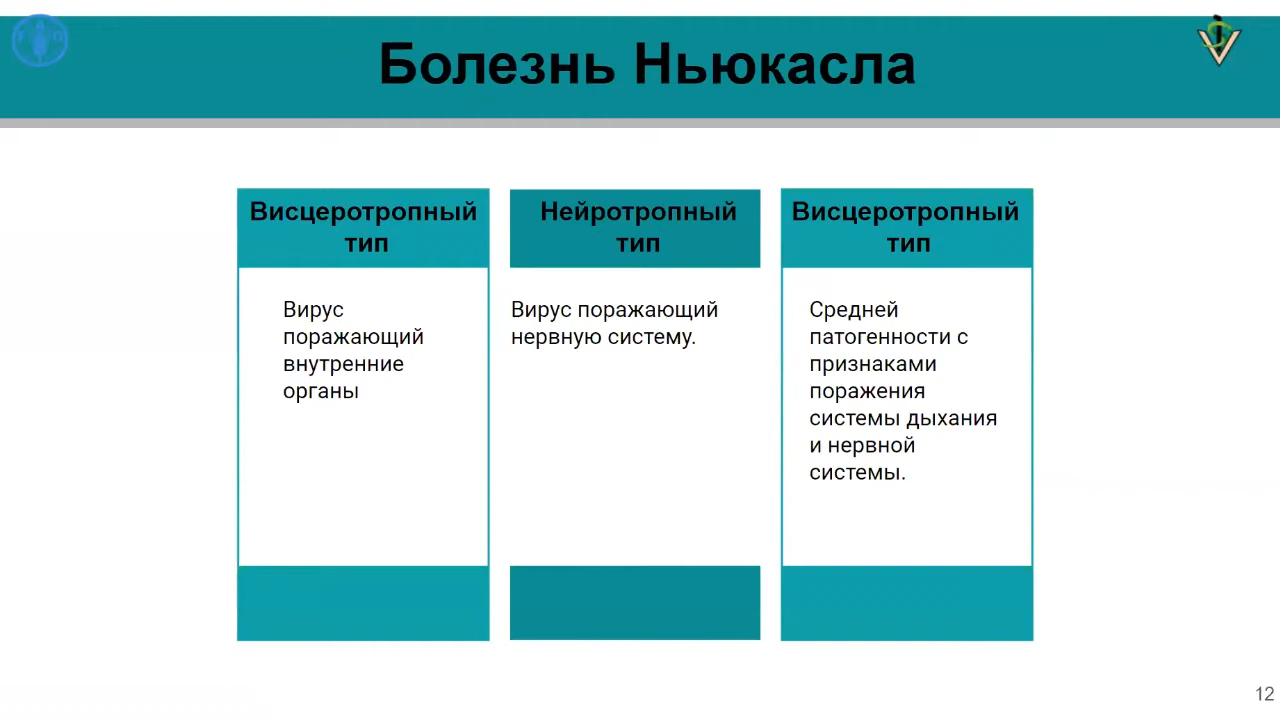 Болезнь Ньюкасла
Висцеротропный
тип
Вирус
поражающий
внутренние
органы
Нейротропный
тип
Вирус поражающий
нервную систему.
Висцеротропный
тип
Средней
патогенности с
признаками
поражения
системы дыхания
и нервной
системы.
12